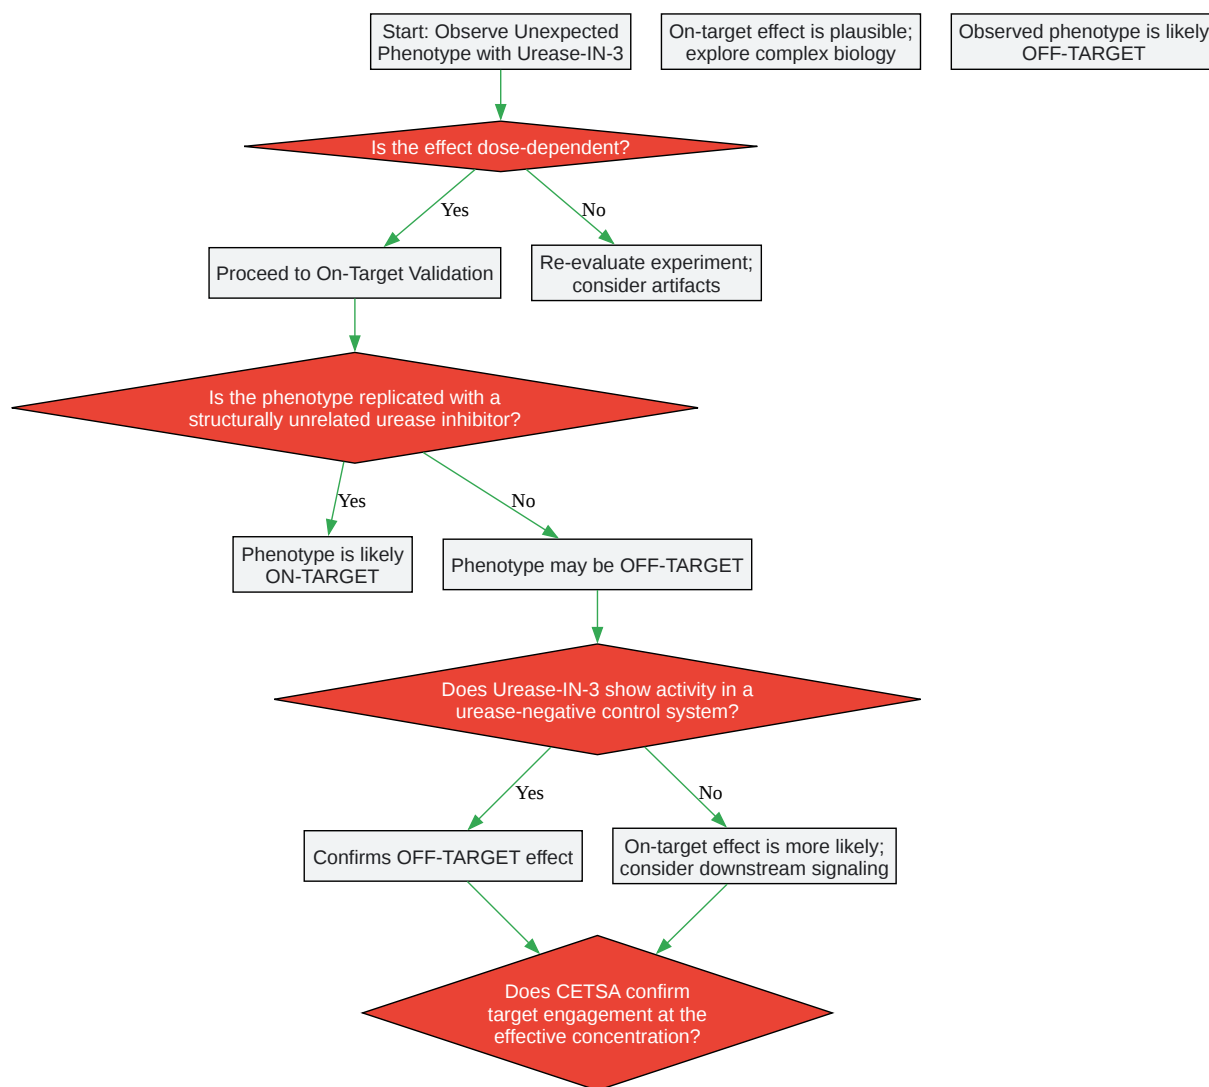 Start: Observe Unexpected
Phenotype with Urease-IN-3
On-target effect is plausible;
explore complex biology
Observed phenotype is likely
OFF-TARGET
Is the effect dose-dependent?
Yes
No
Proceed to On-Target Validation
Re-evaluate experiment;
consider artifacts
Is the phenotype replicated with a
structurally unrelated urease inhibitor?
Yes
No
Phenotype is likely
ON-TARGET
Phenotype may be OFF-TARGET
Does Urease-IN-3 show activity in a
urease-negative control system?
Yes
No
Confirms OFF-TARGET effect
On-target effect is more likely;
consider downstream signaling
Does CETSA confirm
target engagement at the
effective concentration?